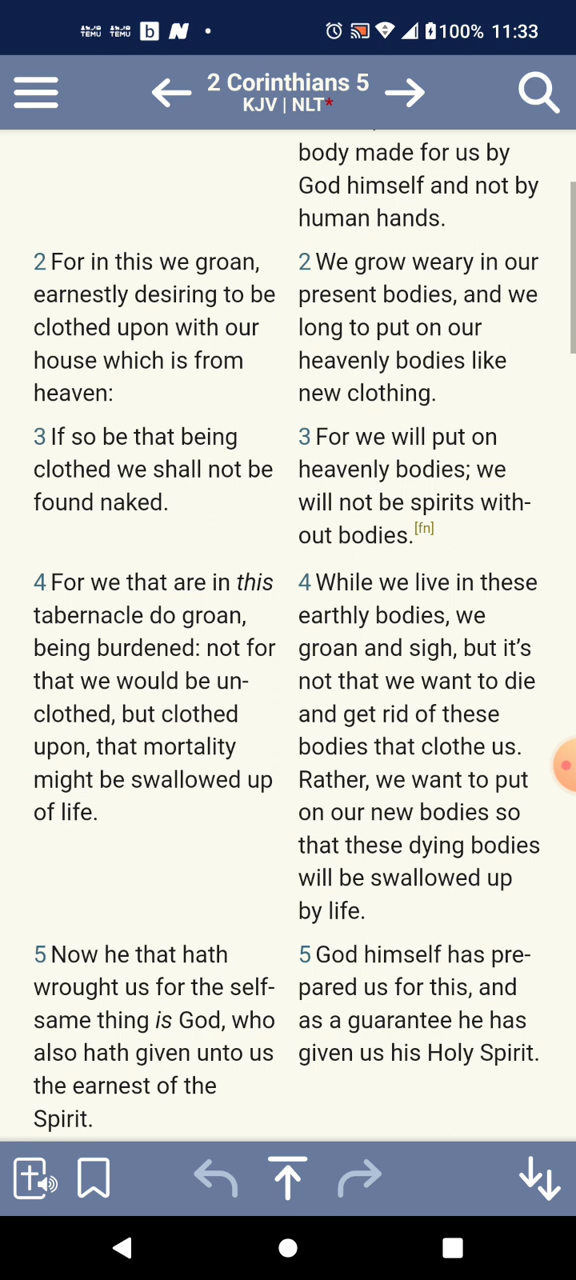 TEMU TEMU b N 100% 11:33
2 Corinthians 5
KJV | NLT*
body made for us by
God himself and not by
human hands.
2 For in this we groan,
earnestly desiring to be
clothed upon with our
house which is from
heaven:
2 We grow weary in our
present bodies, and we
long to put on our
heavenly bodies like
new clothing.
3 If so be that being
clothed we shall not be
found naked.
3 For we will put on
heavenly bodies; we
will not be spirits with-
out bodies.[fn]
4 For we that are in this
tabernacle do groan,
being burdened: not for
that we would be un-
clothed, but clothed
upon, that mortality
might be swallowed up
of life.
4 While we live in these
earthly bodies, we
groan and sigh, but it’s
not that we want to die
and get rid of these
bodies that clothe us.
Rather, we want to put
on our new bodies so
that these dying bodies
will be swallowed up
by life.
5 Now he that hath
wrought us for the self-
same thing is God, who
also hath given unto us
the earnest of the
Spirit.
5 God himself has pre-
pared us for this, and
as a guarantee he has
given us his Holy Spirit.